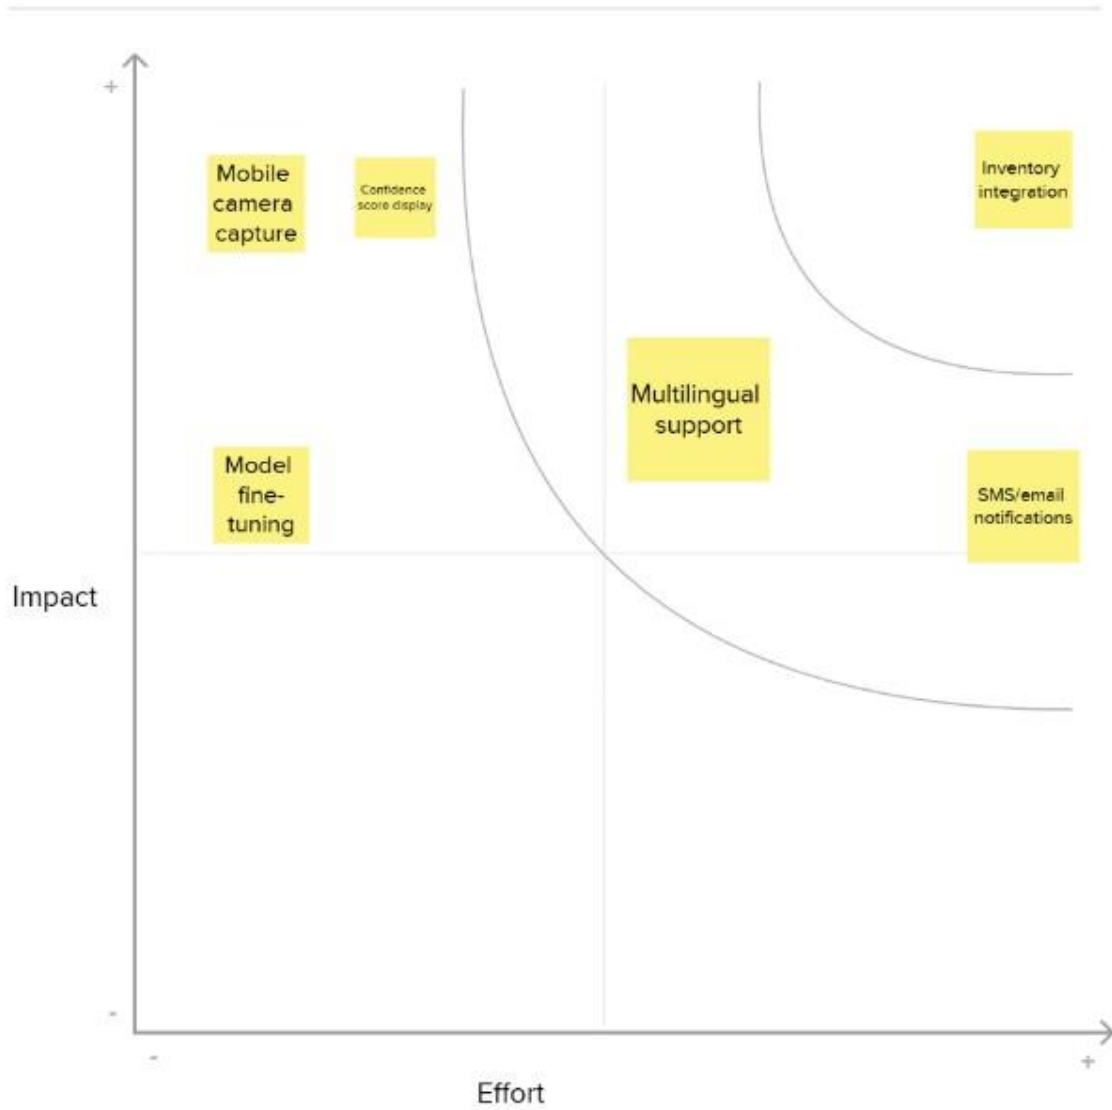 +
Mobile
camera
capture
Confidence
score display
Inventory
integration
Multilingual
support
Model
fine-
tuning
SMS/email
notifications
Impact
-
-
+
Effort